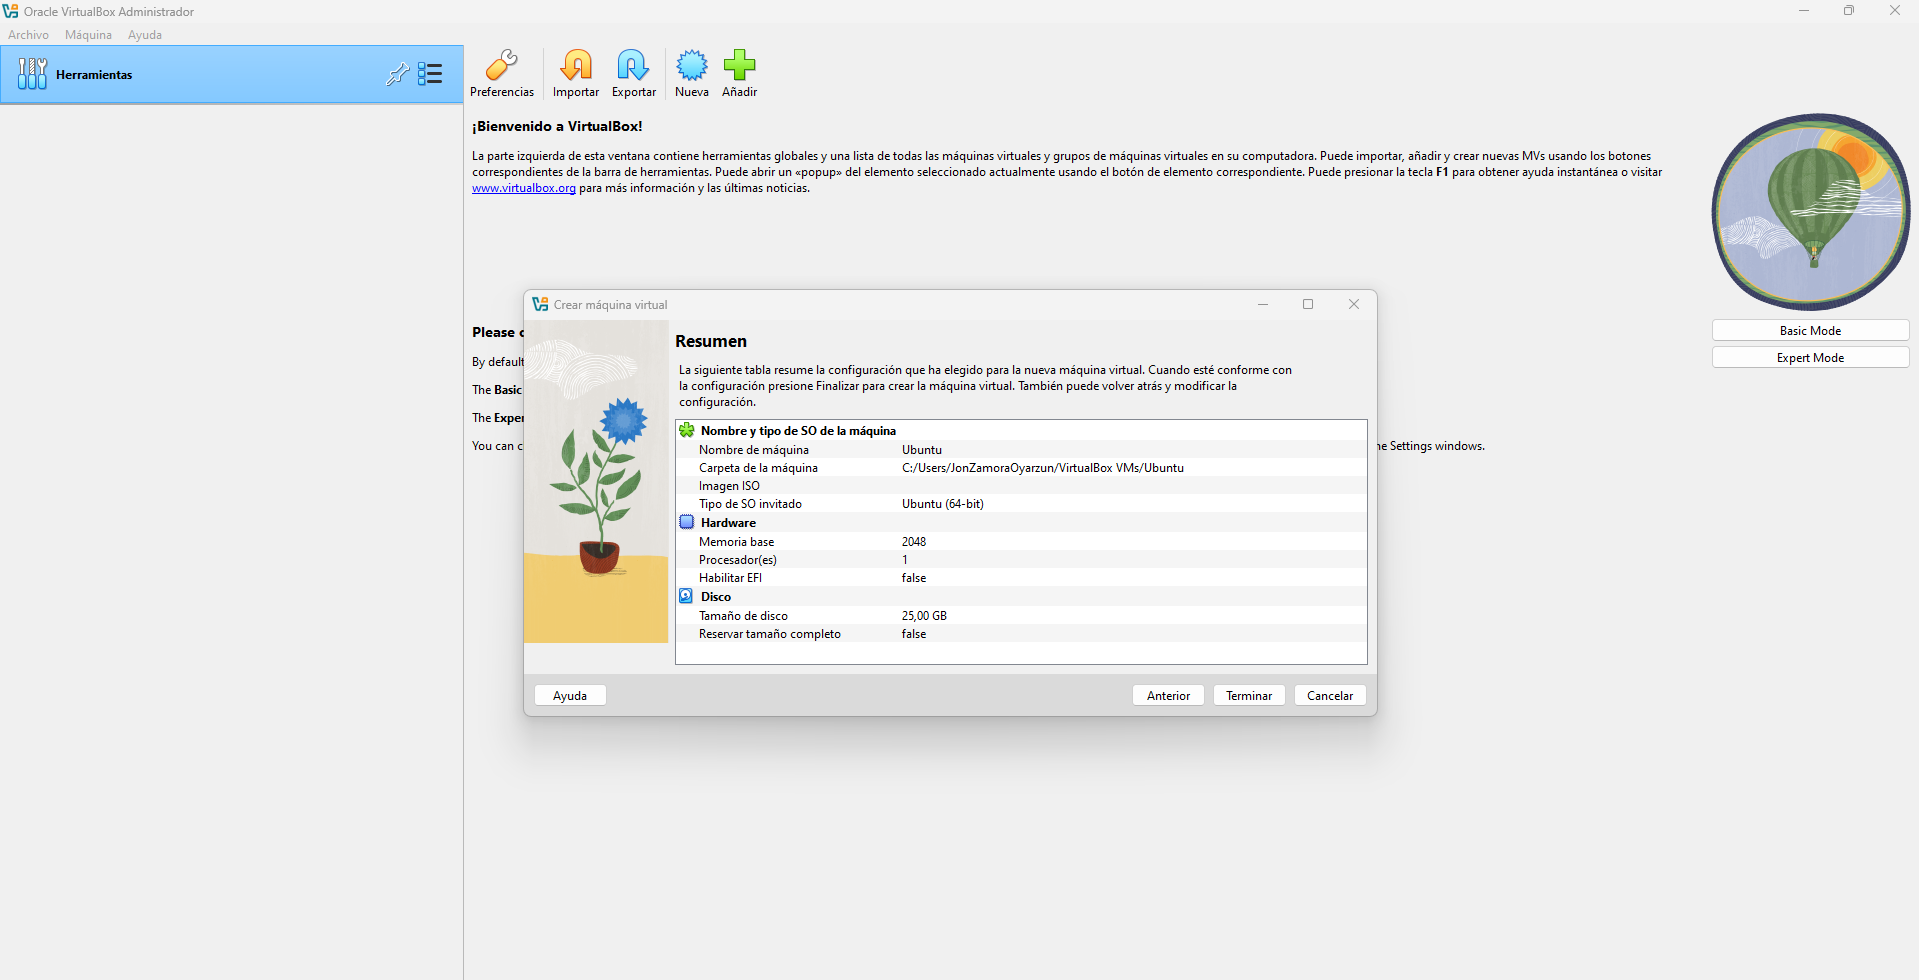 Oracle VirtualBox Administrador
Archivo Máquina Ayuda
Herramientas
Preferencias Importar Exportar Nueva Añadir
¡Bienvenido a VirtualBox!
La parte izquierda de esta ventana contiene herramientas globales y una lista de todas las máquinas virtuales y grupos de máquinas virtuales en su computadora. Puede importar, añadir y crear nuevas MVs usando los botones
correspondientes de la barra de herramientas. Puede abrir un «popup» del elemento seleccionado actualmente usando el botón de elemento correspondiente. Puede presionar la tecla F1 para obtener ayuda instantánea o visitar
www.virtualbox.org para más información y las últimas noticias.
Please
By default
The Basic
The
You can
Settings windows.
Basic Mode
Expert Mode
Crear máquina virtual
Resumen
La siguiente tabla resume la configuración que ha elegido para la nueva máquina virtual. Cuando esté conforme con
la configuración presione Finalizar para crear la máquina virtual. También puede volver atrás y modificar la
configuración.
Nombre y tipo de SO de la máquina
Nombre de máquina Ubuntu
Carpeta de la máquina C:/Users/JonZamoraOyarzun/VirtualBox VMs/Ubuntu
Imagen ISO
Tipo de SO invitado Ubuntu (64-bit)
Hardware
Memoria base 2048
Procesador(es) 1
Habilitar EFI false
Disco
Tamaño de disco 25,00 GB
Reservar tamaño completo false
Ayuda Anterior Terminar Cancelar